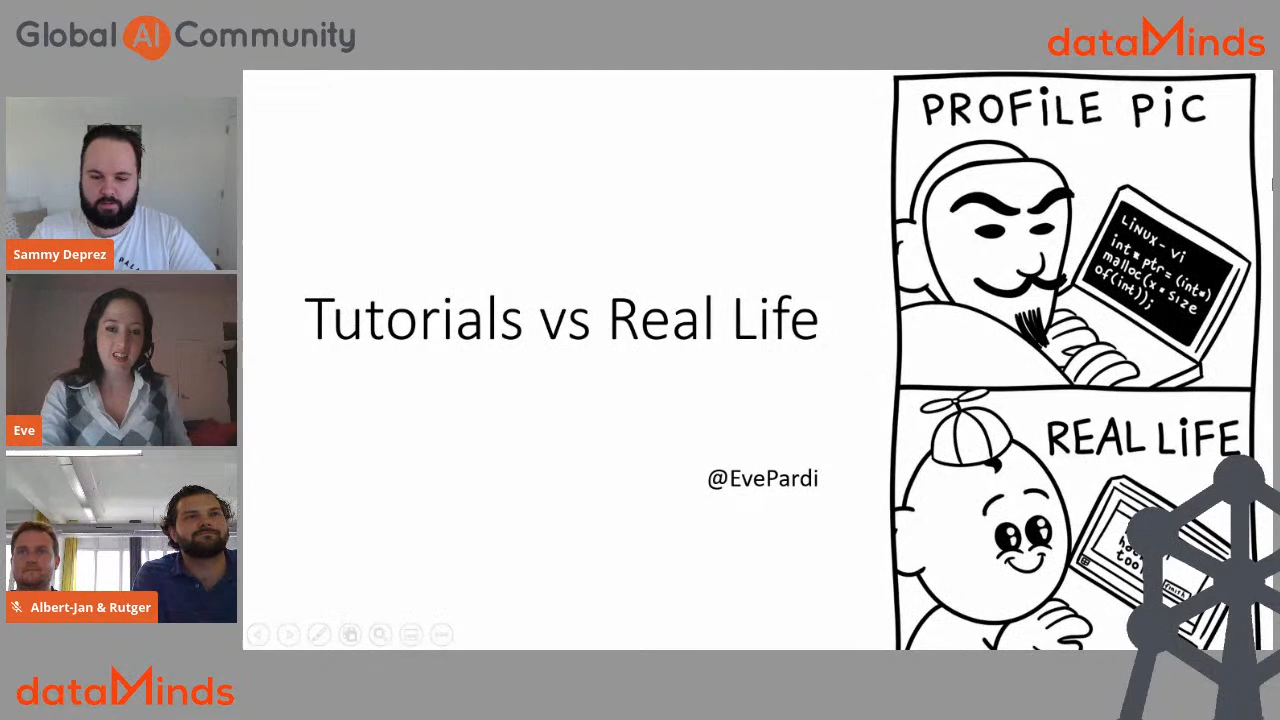 Global AI Community
dataMinds
Sammy Deprez
Eve
Albert-Jan & Rutger
Tutorials vs Real Life
@EvePardi
PROFiLE PiC
LiNUX- Vi
int* ptr = (int*)
malloc(x * size
of(int));
REAL LiFE
finish
dataMinds